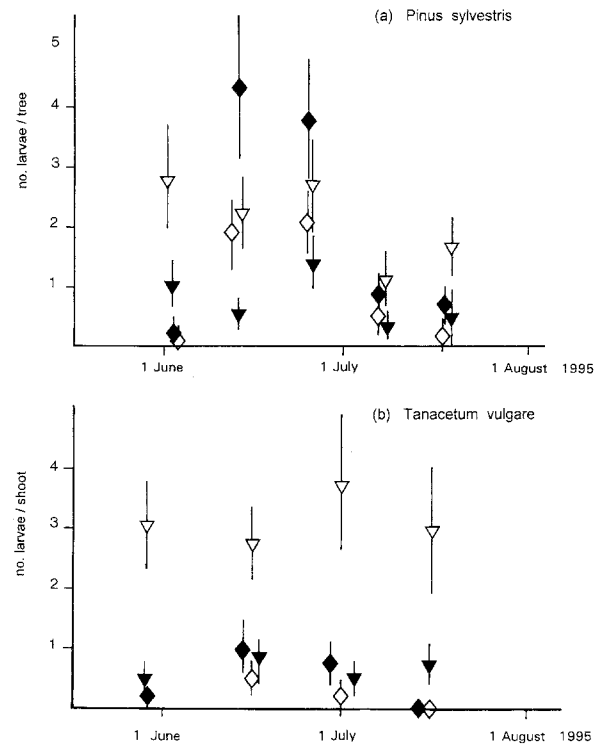 (a) Pinus sylvestris
no. larvae / tree
5
4
3
2
1
1 June
1 July
1 August 1995
(b) Tanacetum vulgare
no. larvae / shoot
4
3
2
1
1 June
1 July
1 August 1995